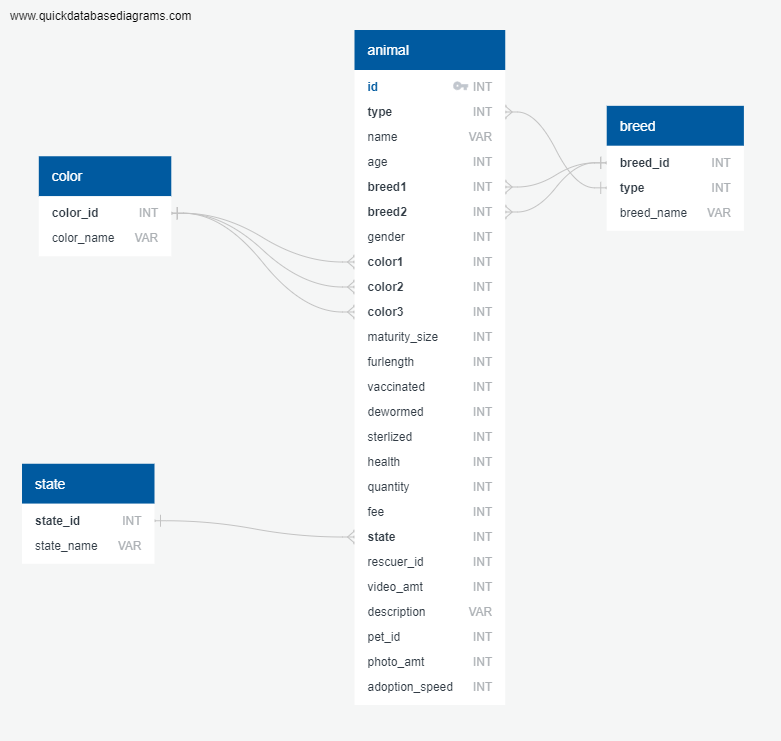 www.quickdatabasediagrams.com
animal
id INT
type INT
name VAR
age INT
breed1 INT
breed2 INT
gender INT
color1 INT
color2 INT
color3 INT
maturity_size INT
furlength INT
vaccinated INT
dewormed INT
sterlized INT
health INT
quantity INT
fee INT
state INT
rescuer_id INT
video_amt INT
description VAR
pet_id INT
photo_amt INT
adoption_speed INT
breed
breed_id INT
type INT
breed_name VAR
color
color_id INT
color_name VAR
state
state_id INT
state_name VAR